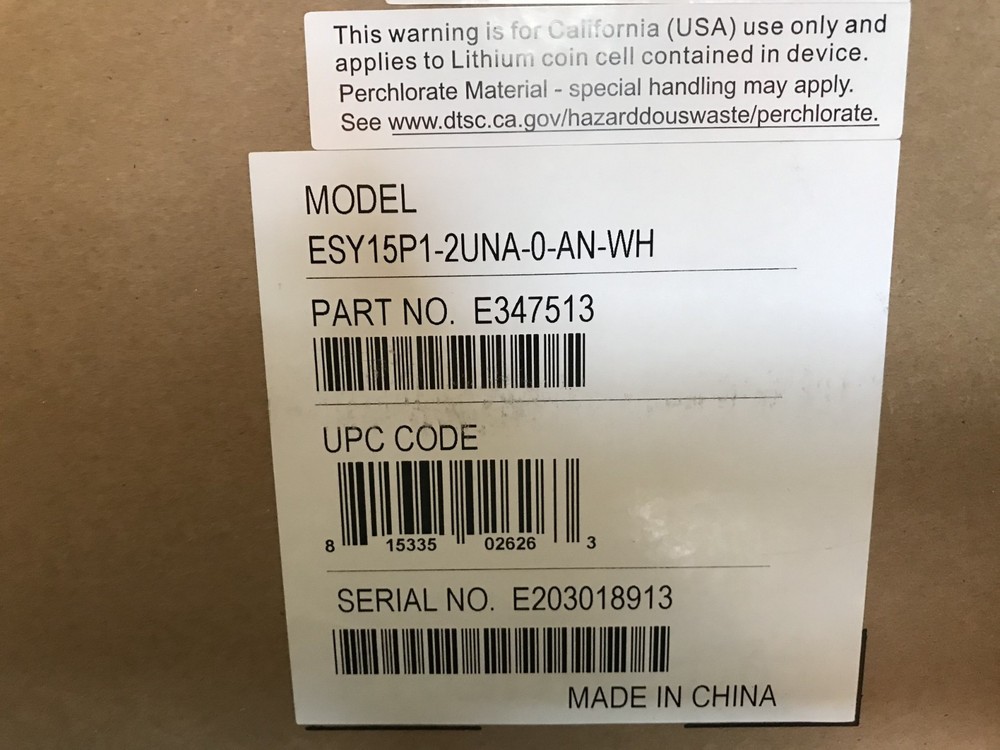 This warning is for California (USA) use only and
applies to Lithium coin cell contained in device.
Perchlorate Material - special handling may apply.
See www.dtsc.ca.gov/hazarddouswaste/perchlorate.
MODEL
ESY15P1-2UNA-0-AN-WH
PART NO. E347513
UPC CODE
8 15335 02626 3
SERIAL NO. E203018913
MADE IN CHINA